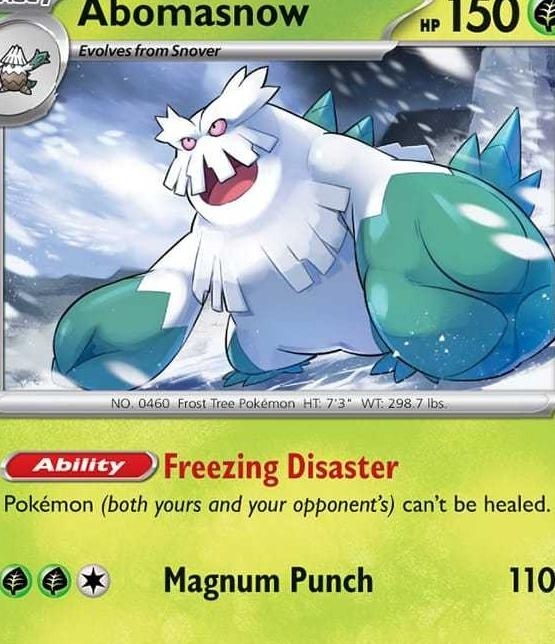 Abomasnow
HP 150
Evolves from Snover
NO. 0460 Frost Tree Pokémon HT: 7'3" WT: 298.7 lbs.
Ability Freezing Disaster
Pokémon (both yours and your opponent's) can't be healed.
Magnum Punch 110